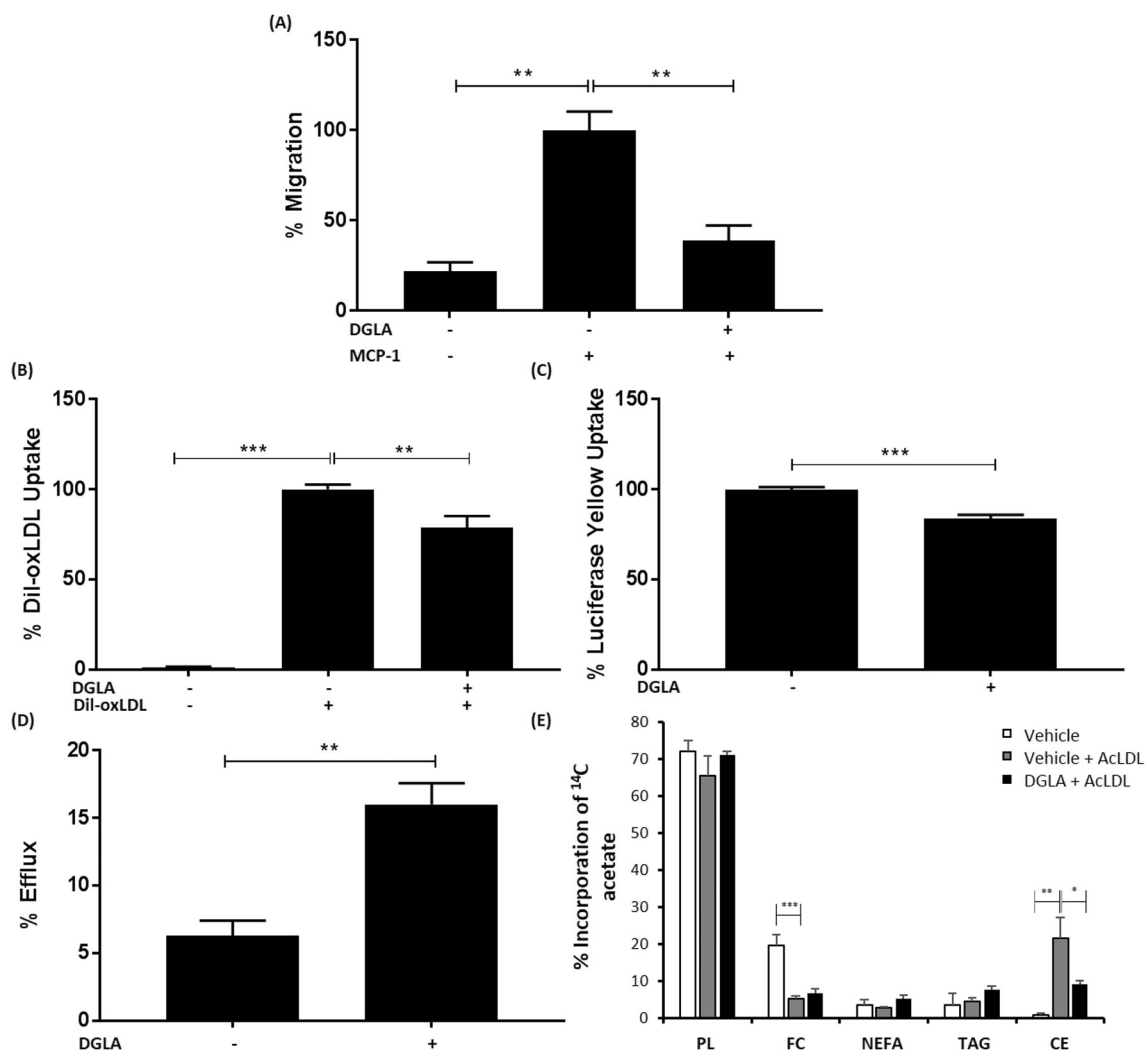 (A)
150
100
50
0
% Migration
** **
DGLA - - +
MCP-1 - + +
(B)
150
100
50
0
% Dil-oxLDL Uptake
*** **
DGLA - - +
Dil-oxLDL - + +
(C)
150
100
50
0
% Luciferase Yellow Uptake
***
DGLA - +
(D)
20
15
10
5
0
% Efflux
**
DGLA - +
(E)
80
70
60
50
40
30
20
10
0
% Incorporation of ¹⁴C
acetate
Vehicle
Vehicle + AcLDL
DGLA + AcLDL
*** ** *
PL FC NEFA TAG CE